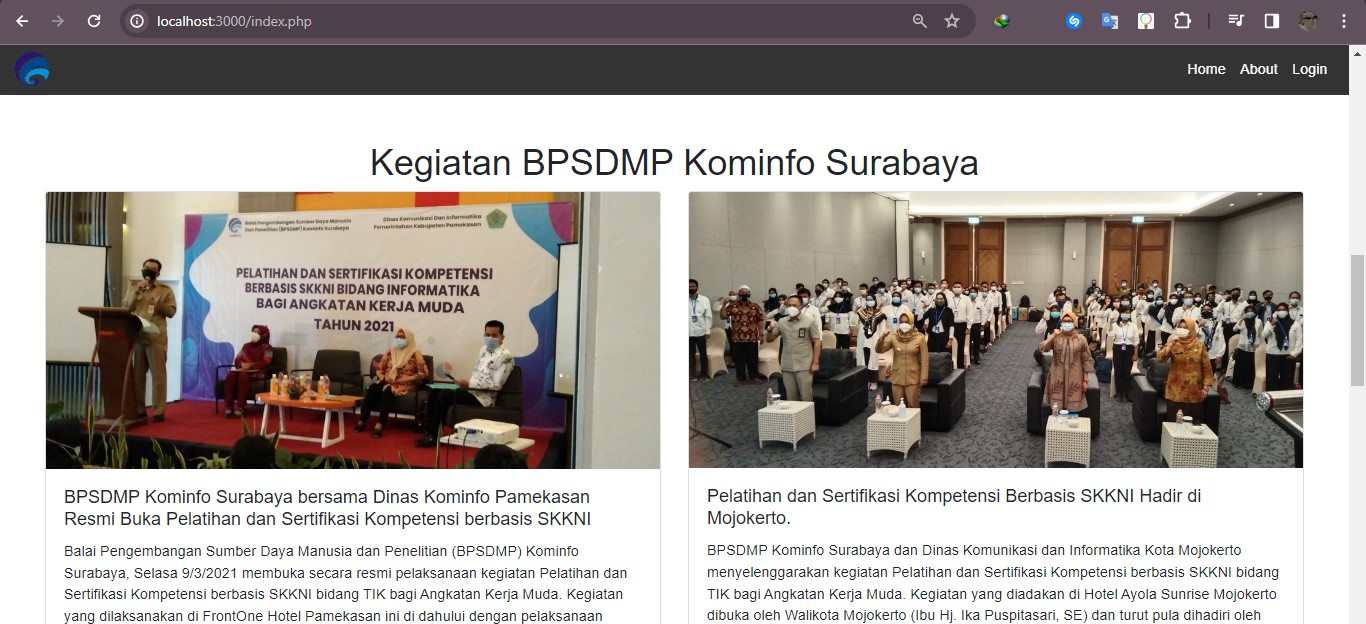 localhost:3000/index.php
Home About Login
Kegiatan BPSDMP Kominfo Surabaya
Balai Pengembangan Sumber Daya Manusia
Dan Penelitian (BPSDMP) Kominfo Surabaya
Dinas Komunikasi Dan Informatika
Pemerintahan Kabupaten Pamekasan
PELATIHAN DAN SERTIFIKASI KOMPETENSI
BERBASIS SKKNI BIDANG INFORMATIKA
BAGI ANGKATAN KERJA MUDA
TAHUN 2021
BPSDMP Kominfo Surabaya bersama Dinas Kominfo Pamekasan
Resmi Buka Pelatihan dan Sertifikasi Kompetensi berbasis SKKNI
Balai Pengembangan Sumber Daya Manusia dan Penelitian (BPSDMP) Kominfo
Surabaya, Selasa 9/3/2021 membuka secara resmi pelaksanaan kegiatan Pelatihan dan
Sertifikasi Kompetensi berbasis SKKNI bidang TIK bagi Angkatan Kerja Muda. Kegiatan
yang dilaksanakan di FrontOne Hotel Pamekasan ini di dahului dengan pelaksanaan
Pelatihan dan Sertifikasi Kompetensi Berbasis SKKNI Hadir di
Mojokerto.
BPSDMP Kominfo Surabaya dan Dinas Komunikasi dan Informatika Kota Mojokerto
menyelenggarakan kegiatan Pelatihan dan Sertifikasi Kompetensi berbasis SKKNI bidang
TIK bagi Angkatan Kerja Muda. Kegiatan yang diadakan di Hotel Ayola Sunrise Mojokerto
dibuka oleh Walikota Mojokerto (Ibu Hj. Ika Puspitasari, SE) dan turut pula dihadiri oleh